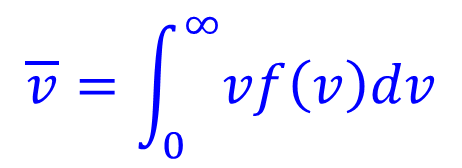 v̅ = ∫₀^∞ vf(v)dv